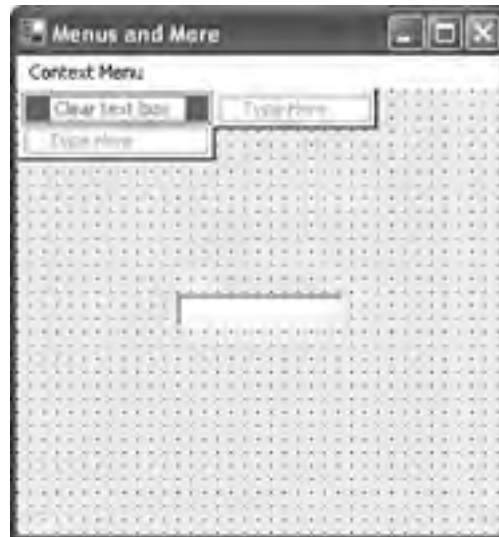 Menus and More
Context Menu
Clear text box Type Here
Type Here